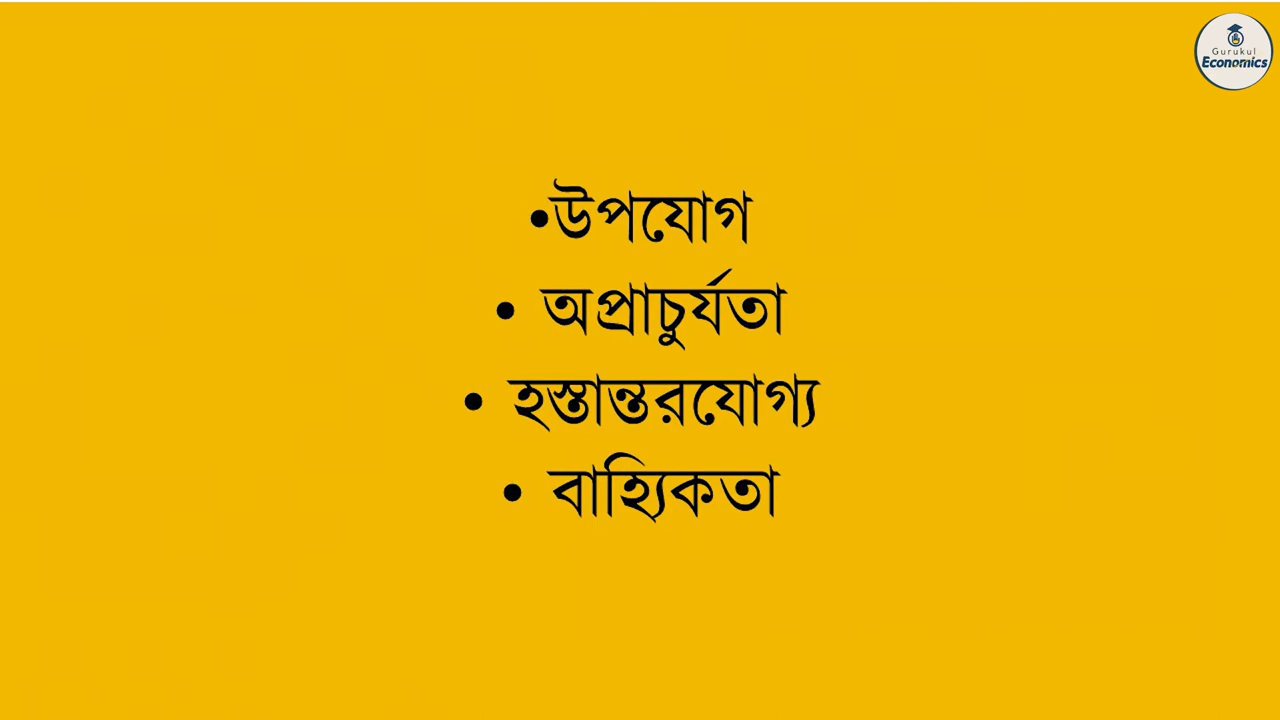 Gurukul
Economics
•উপযোগ
• অপ্রাচুর্যতা
• হস্তান্তরযোগ্য
• বাহ্যিকতা